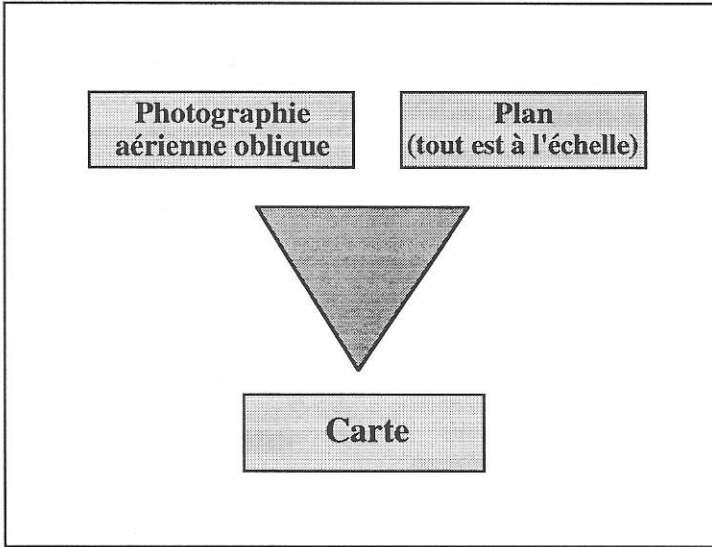 Photographie
aérienne oblique
Plan
(tout est à l'échelle)
Carte